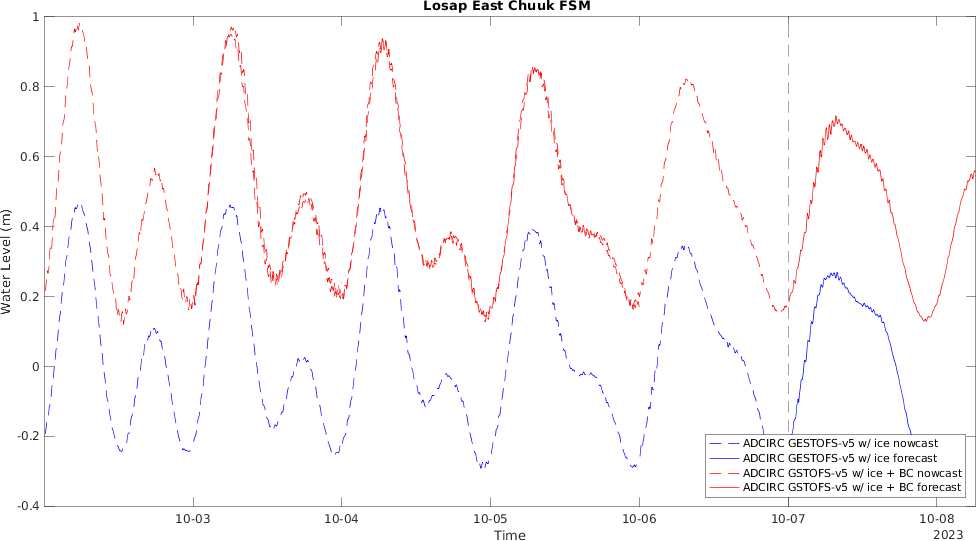 Losap East Chuuk FSM
1
0.8
0.6
0.4
0.2
0
-0.2
-0.4
Water Level (m)
10-03
10-04
10-05
10-06
10-07
10-08
Time
2023
ADCIRC GESTOFS-v5 w/ ice nowcast
ADCIRC GESTOFS-v5 w/ ice forecast
ADCIRC GSTOFS-v5 w/ ice + BC nowcast
ADCIRC GSTOFS-v5 w/ ice + BC forecast